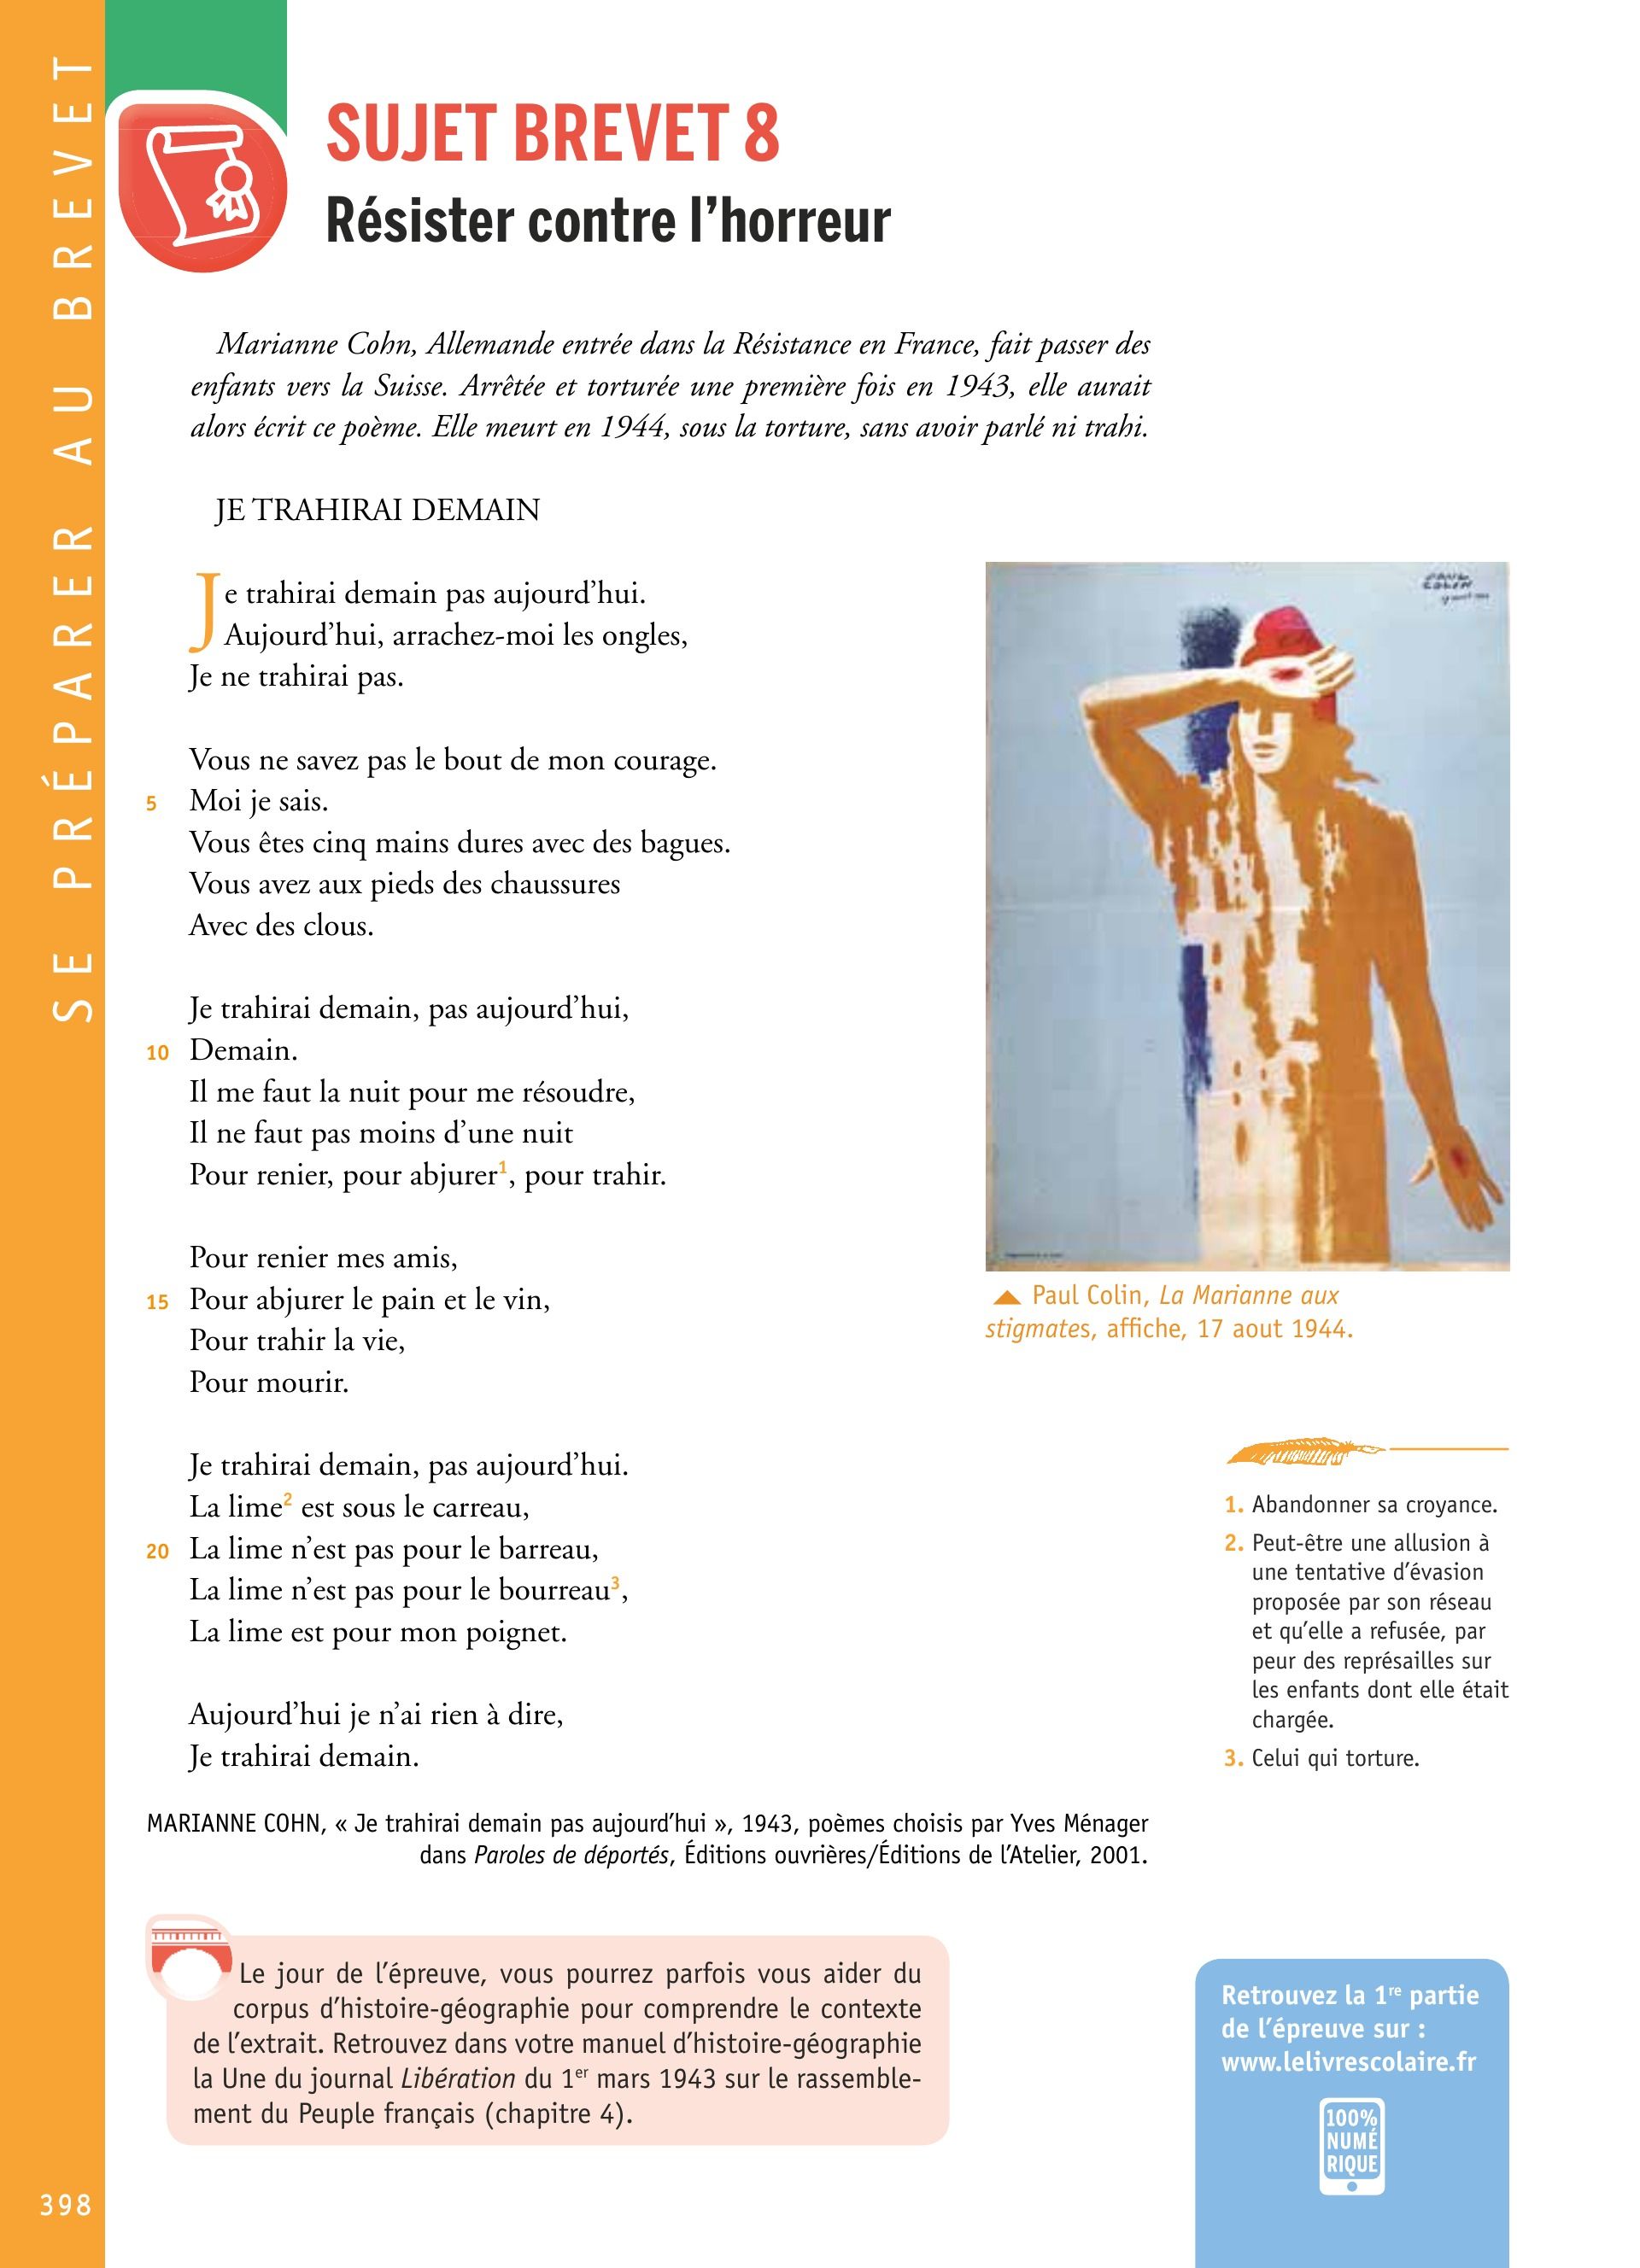 SE PRÉPARER AU BREVET
SUJET BREVET 8
Résister contre l’horreur
Marianne Cohn, Allemande entrée dans la Résistance en France, fait passer des
enfants vers la Suisse. Arrêtée et torturée une première fois en 1943, elle aurait
alors écrit ce poème. Elle meurt en 1944, sous la torture, sans avoir parlé ni trahi.
JE TRAHIRAI DEMAIN
Je trahirai demain pas aujourd’hui.
Aujourd’hui, arrachez-moi les ongles,
Je ne trahirai pas.
Vous ne savez pas le bout de mon courage.
5 Moi je sais.
Vous êtes cinq mains dures avec des bagues.
Vous avez aux pieds des chaussures
Avec des clous.
Je trahirai demain, pas aujourd’hui,
10 Demain.
Il me faut la nuit pour me résoudre,
Il ne faut pas moins d’une nuit
Pour renier, pour abjurer1, pour trahir.
Pour renier mes amis,
15 Pour abjurer le pain et le vin,
Pour trahir la vie,
Pour mourir.
Je trahirai demain, pas aujourd’hui.
La lime2 est sous le carreau,
20 La lime n’est pas pour le barreau,
La lime n’est pas pour le bourreau3,
La lime est pour mon poignet.
Aujourd’hui je n’ai rien à dire,
Je trahirai demain.
MARIANNE COHN, « Je trahirai demain pas aujourd’hui », 1943, poèmes choisis par Yves Ménager
dans Paroles de déportés, Éditions ouvrières/Éditions de l’Atelier, 2001.
PAUL
COLIN
Paul Colin, La Marianne aux
stigmates, affiche, 17 aout 1944.
1. Abandonner sa croyance.
2. Peut-être une allusion à
une tentative d’évasion
proposée par son réseau
et qu’elle a refusée, par
peur des représailles sur
les enfants dont elle était
chargée.
3. Celui qui torture.
Le jour de l’épreuve, vous pourrez parfois vous aider du
corpus d’histoire-géographie pour comprendre le contexte
de l’extrait. Retrouvez dans votre manuel d’histoire-géographie
la Une du journal Libération du 1er mars 1943 sur le rassemble-
ment du Peuple français (chapitre 4).
Retrouvez la 1re partie
de l’épreuve sur :
www.lelivrescolaire.fr
100%
NUMÉ
RIQUE
398